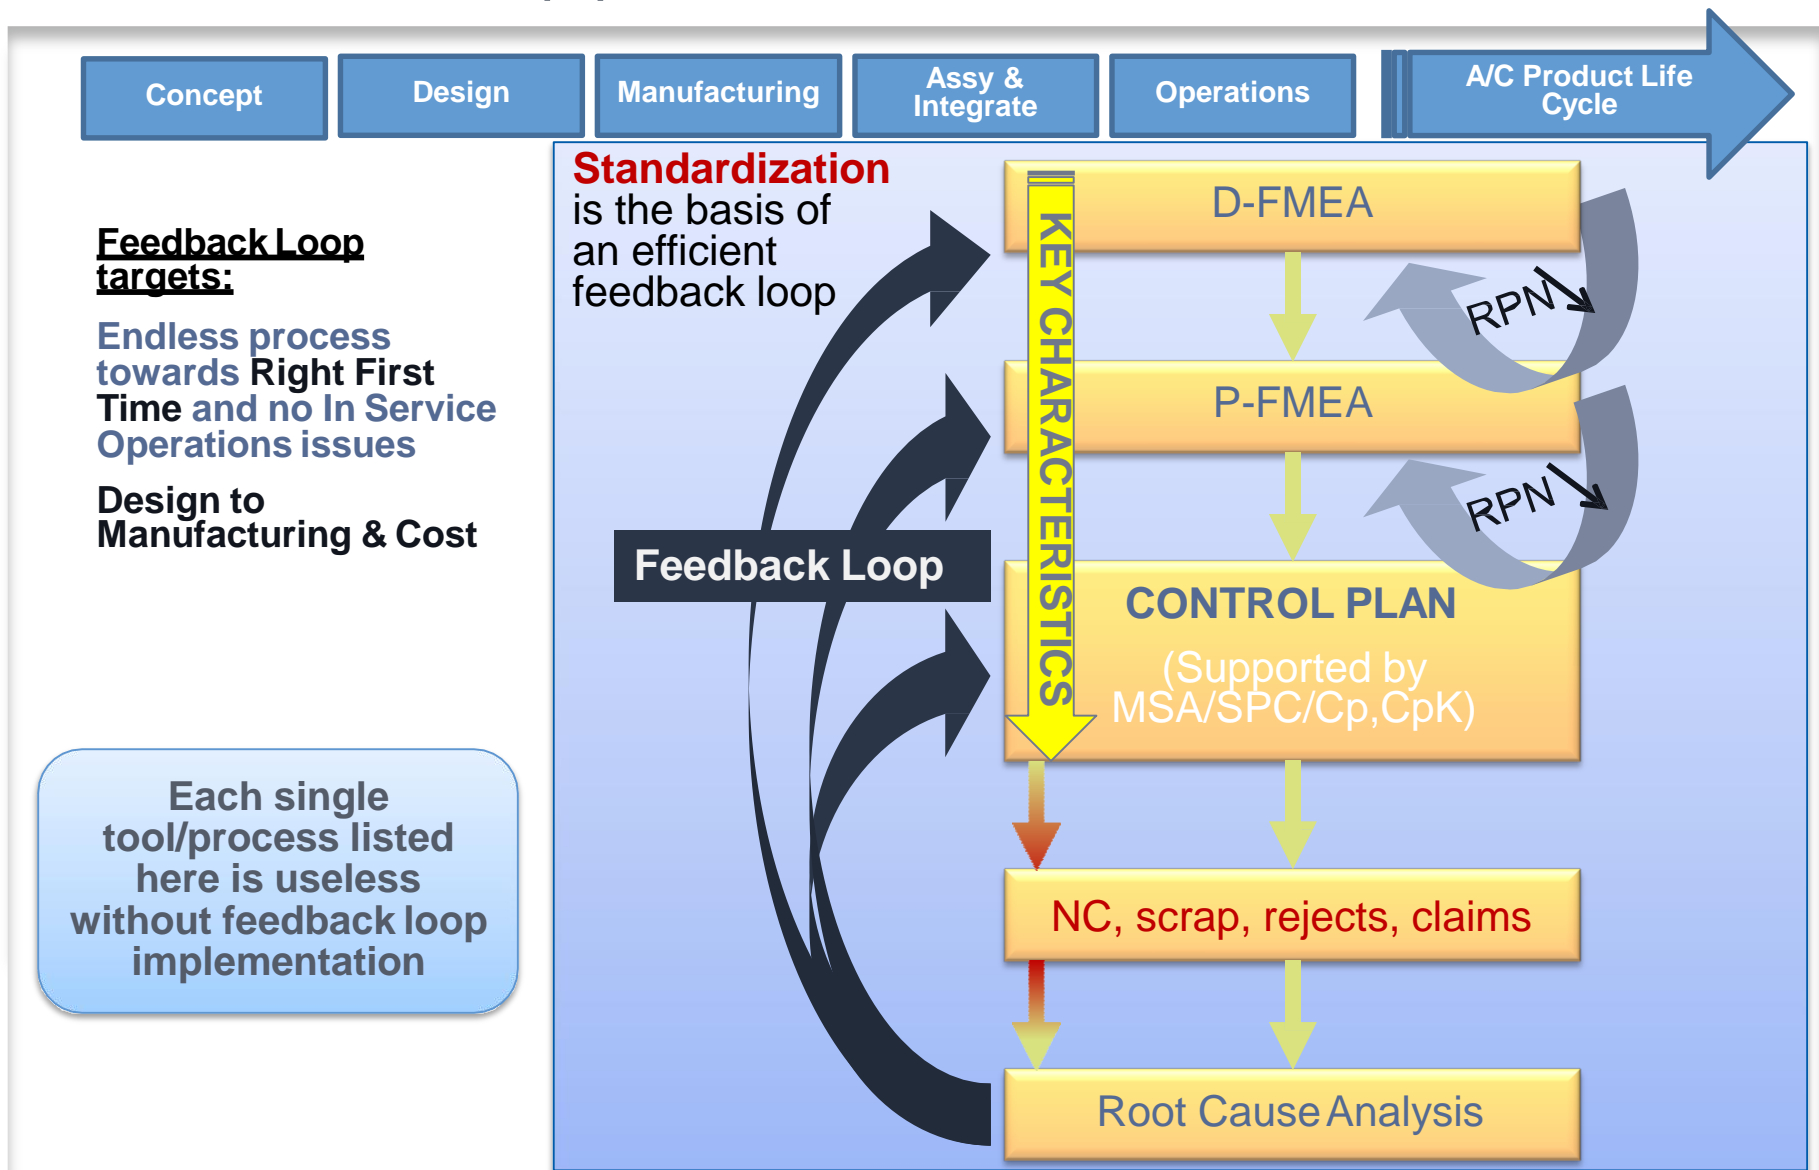 Concept
Design
Manufacturing
Assy &
Integrate
Operations
A/C Product Life
Cycle
Feedback Loop
targets:
Endless process
towards Right First
Time and no In Service
Operations issues
Design to
Manufacturing & Cost
Each single
tool/process listed
here is useless
without feedback loop
implementation
Standardization
is the basis of
an efficient
feedback loop
Feedback Loop
KEY CHARACTERISTICS
D-FMEA
RPN
P-FMEA
RPN
CONTROL PLAN
(Supported by
MSA/SPC/Cp,CpK)
NC, scrap, rejects, claims
Root Cause Analysis